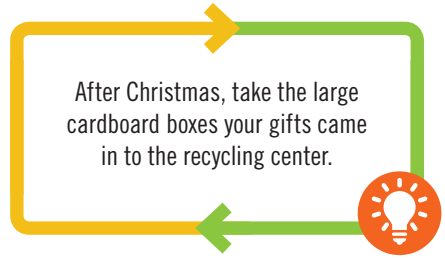 After Christmas, take the large
cardboard boxes your gifts came
in to the recycling center.